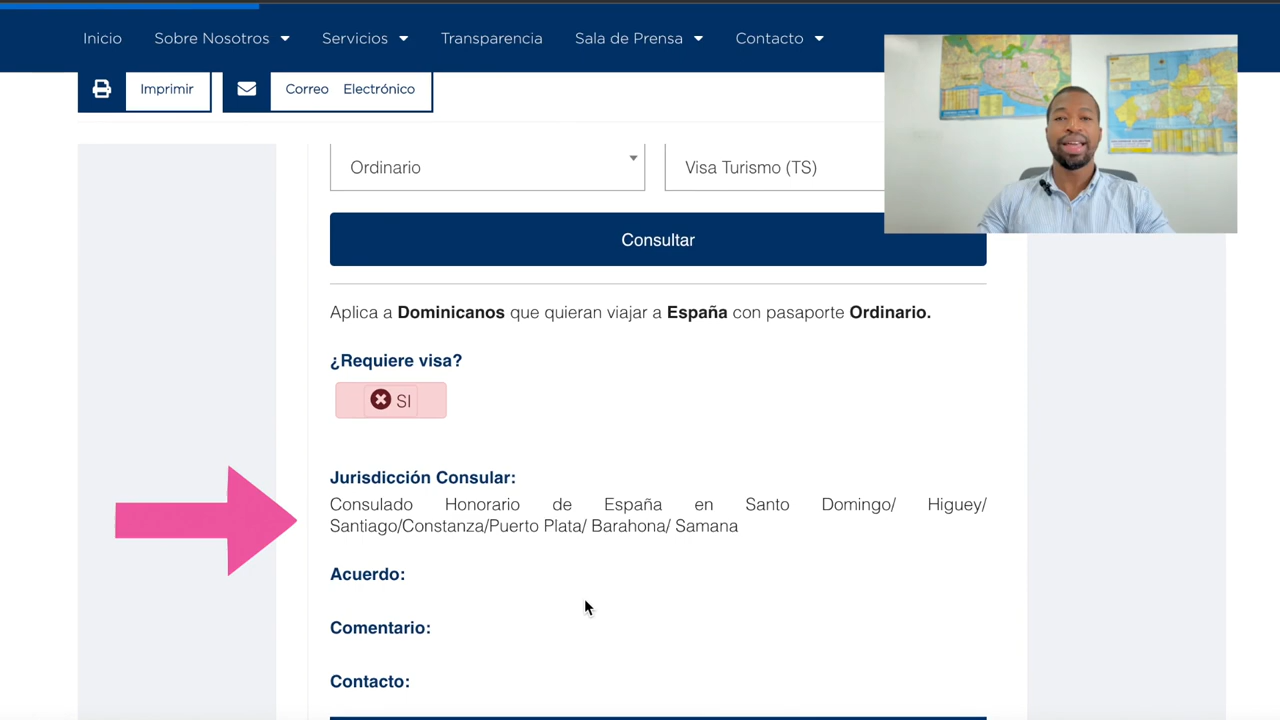 Inicio Sobre Nosotros Servicios Transparencia Sala de Prensa Contacto
Imprimir Correo Electrónico
Ordinario Visa Turismo (TS)
Consultar
Aplica a Dominicanos que quieran viajar a España con pasaporte Ordinario.
¿Requiere visa?
SI
Jurisdicción Consular:
Consulado Honorario de España en Santo Domingo/ Higuey/
Santiago/Constanza/Puerto Plata/ Barahona/ Samana
Acuerdo:
Comentario:
Contacto: